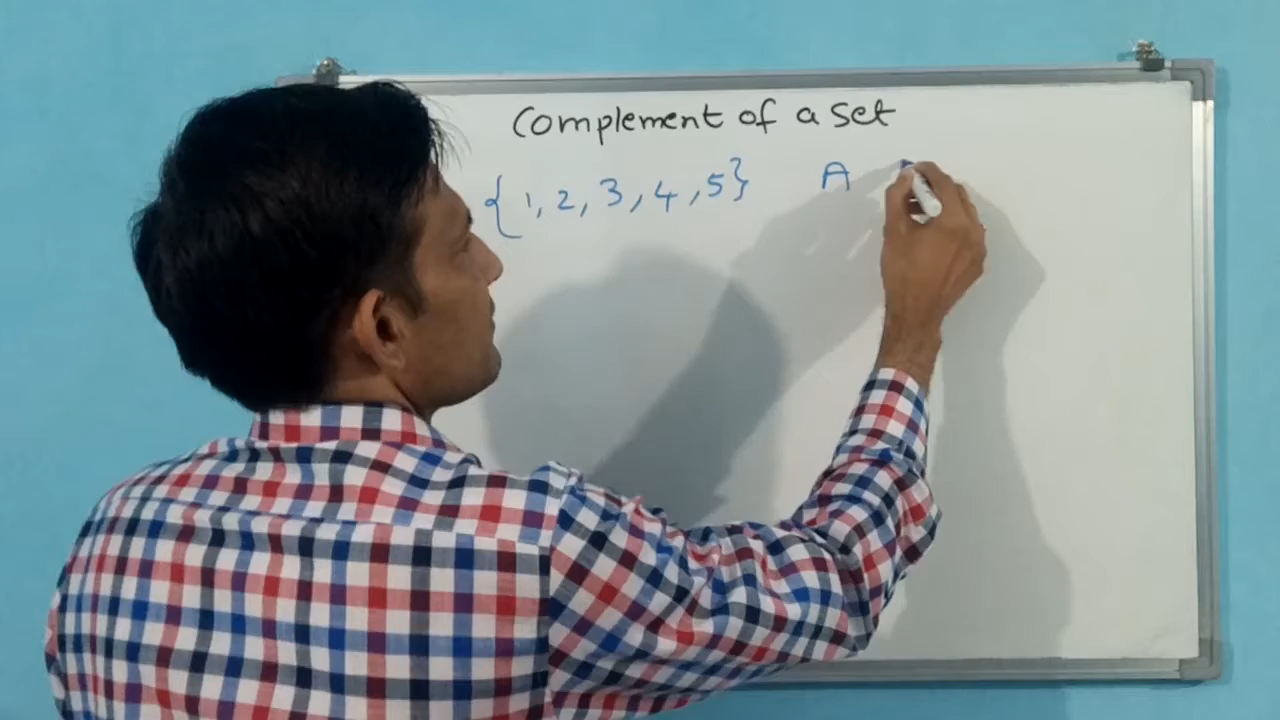 Complement of a set
{1, 2, 3, 4, 5} A